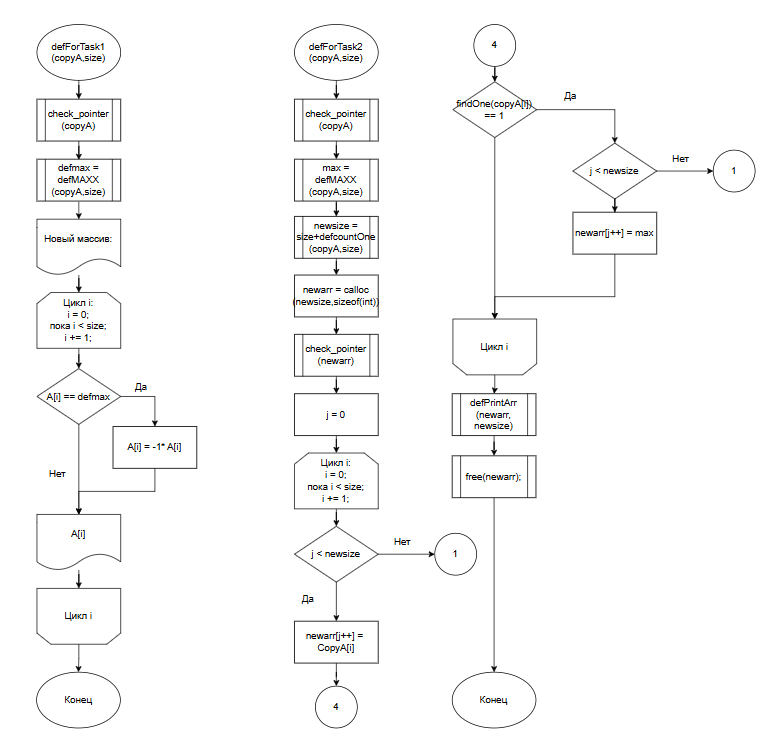 defForTask1
(copyA,size)
check_pointer
(copyA)
defmax =
defMAXX
(copyA,size)
Новый массив:
Цикл i:
i = 0;
пока i < size;
i += 1;
A[i] == defmax
Да
A[i] = -1* A[i]
Нет
A[i]
Цикл i
Конец
defForTask2
(copyA,size)
check_pointer
(copyA)
max =
defMAXX
(copyA,size)
newsize =
size+defcountOne
(copyA,size)
newarr = calloc
(newsize,sizeof(int))
check_pointer
(newarr)
j = 0
Цикл i:
i = 0;
пока i < size;
i += 1;
j < newsize
Нет
1
Да
newarr[j++] =
CopyA[i]
4
4
findOne(copyA[i])
== 1
Да
j < newsize
Нет
1
newarr[j++] = max
Цикл i
defPrintArr
(newarr,
newsize)
free(newarr);
Конец